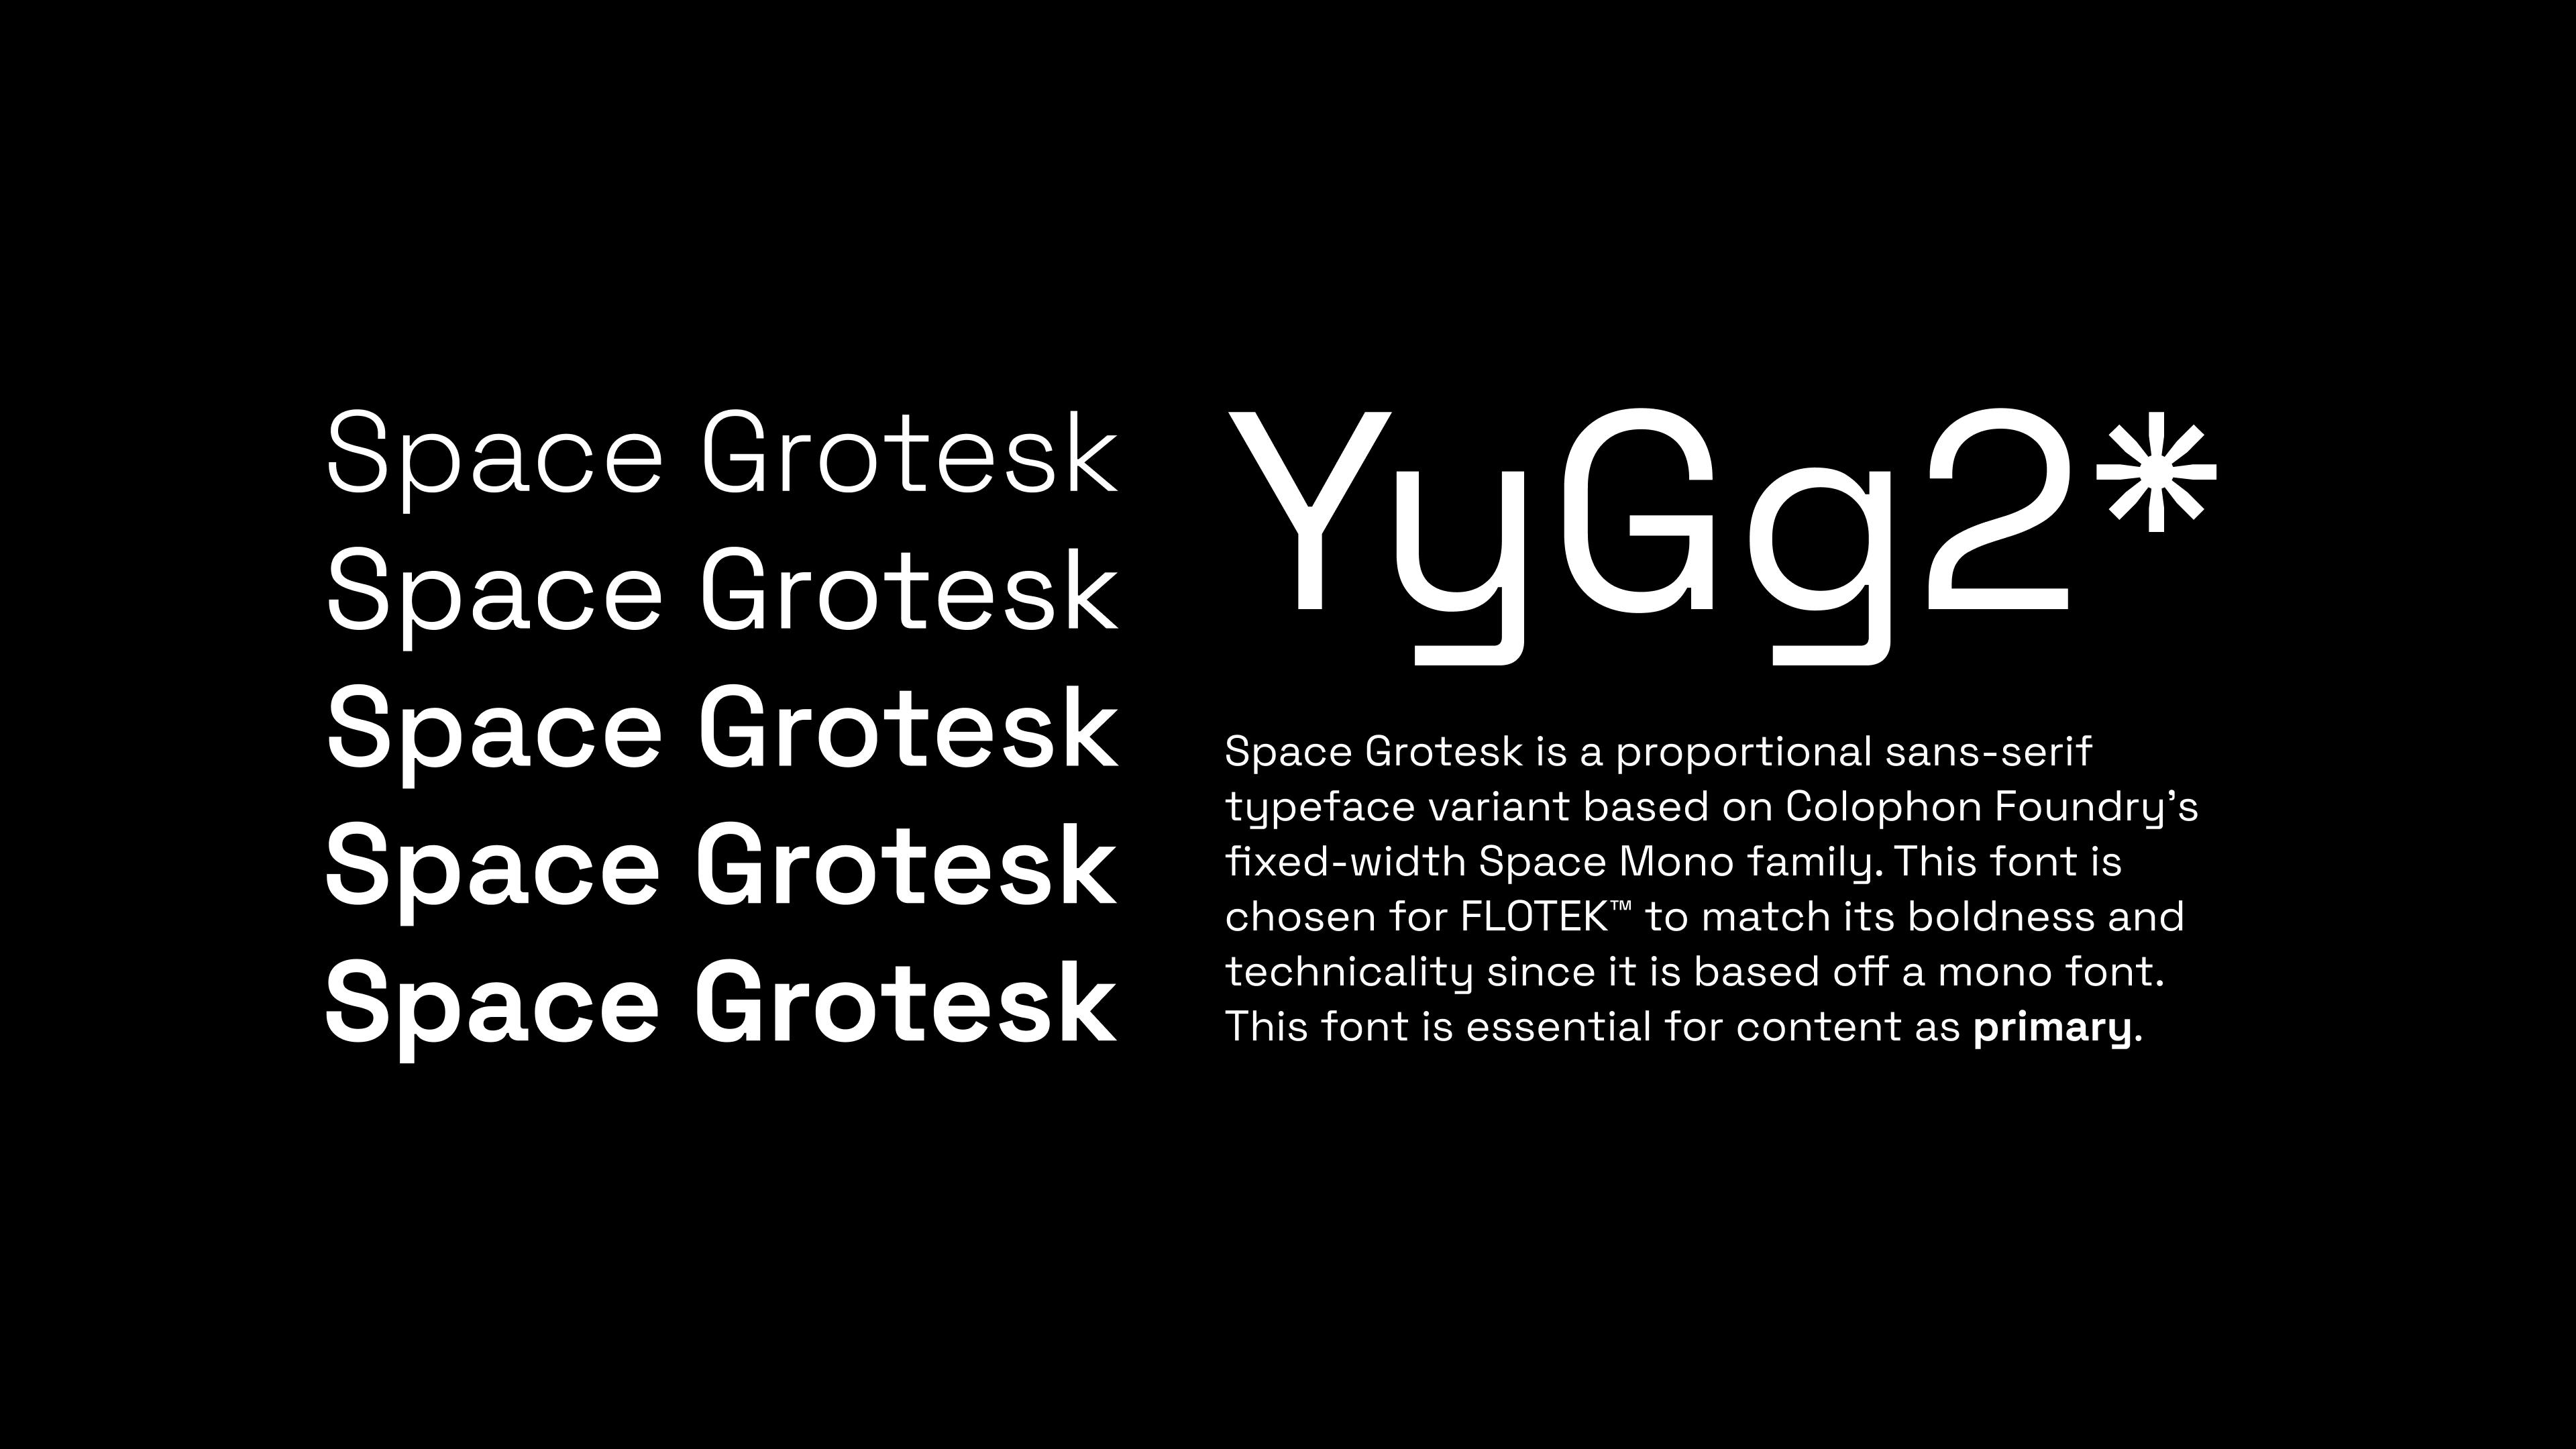 Space Grotesk
Space Grotesk
Space Grotesk
Space Grotesk
Space Grotesk
YyGg2*
Space Grotesk is a proportional sans-serif
typeface variant based on Colophon Foundry’s
fixed-width Space Mono family. This font is
chosen for FLOTEK™ to match its boldness and
technicality since it is based off a mono font.
This font is essential for content as primary.